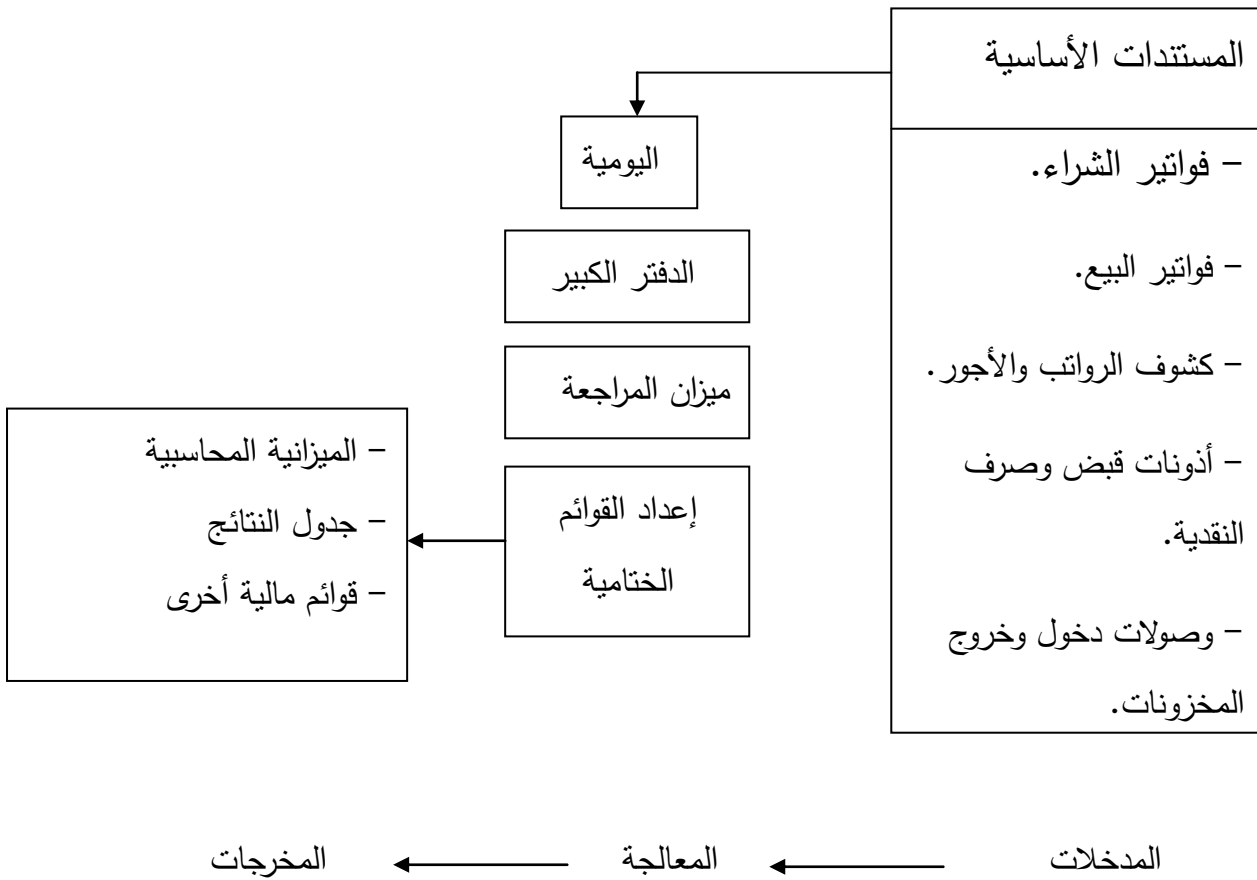 المستندات الأساسية
– فواتير الشراء.
– فواتير البيع.
– كشوف الرواتب والأجور.
– أذونات قبض وصرف
النقدية.
– وصولات دخول وخروج
المخزونات.
اليومية
الدفتر الكبير
ميزان المراجعة
إعداد القوائم
الختامية
– الميزانية المحاسبية
– جدول النتائج
– قوائم مالية أخرى
المدخلات
المعالجة
المخرجات